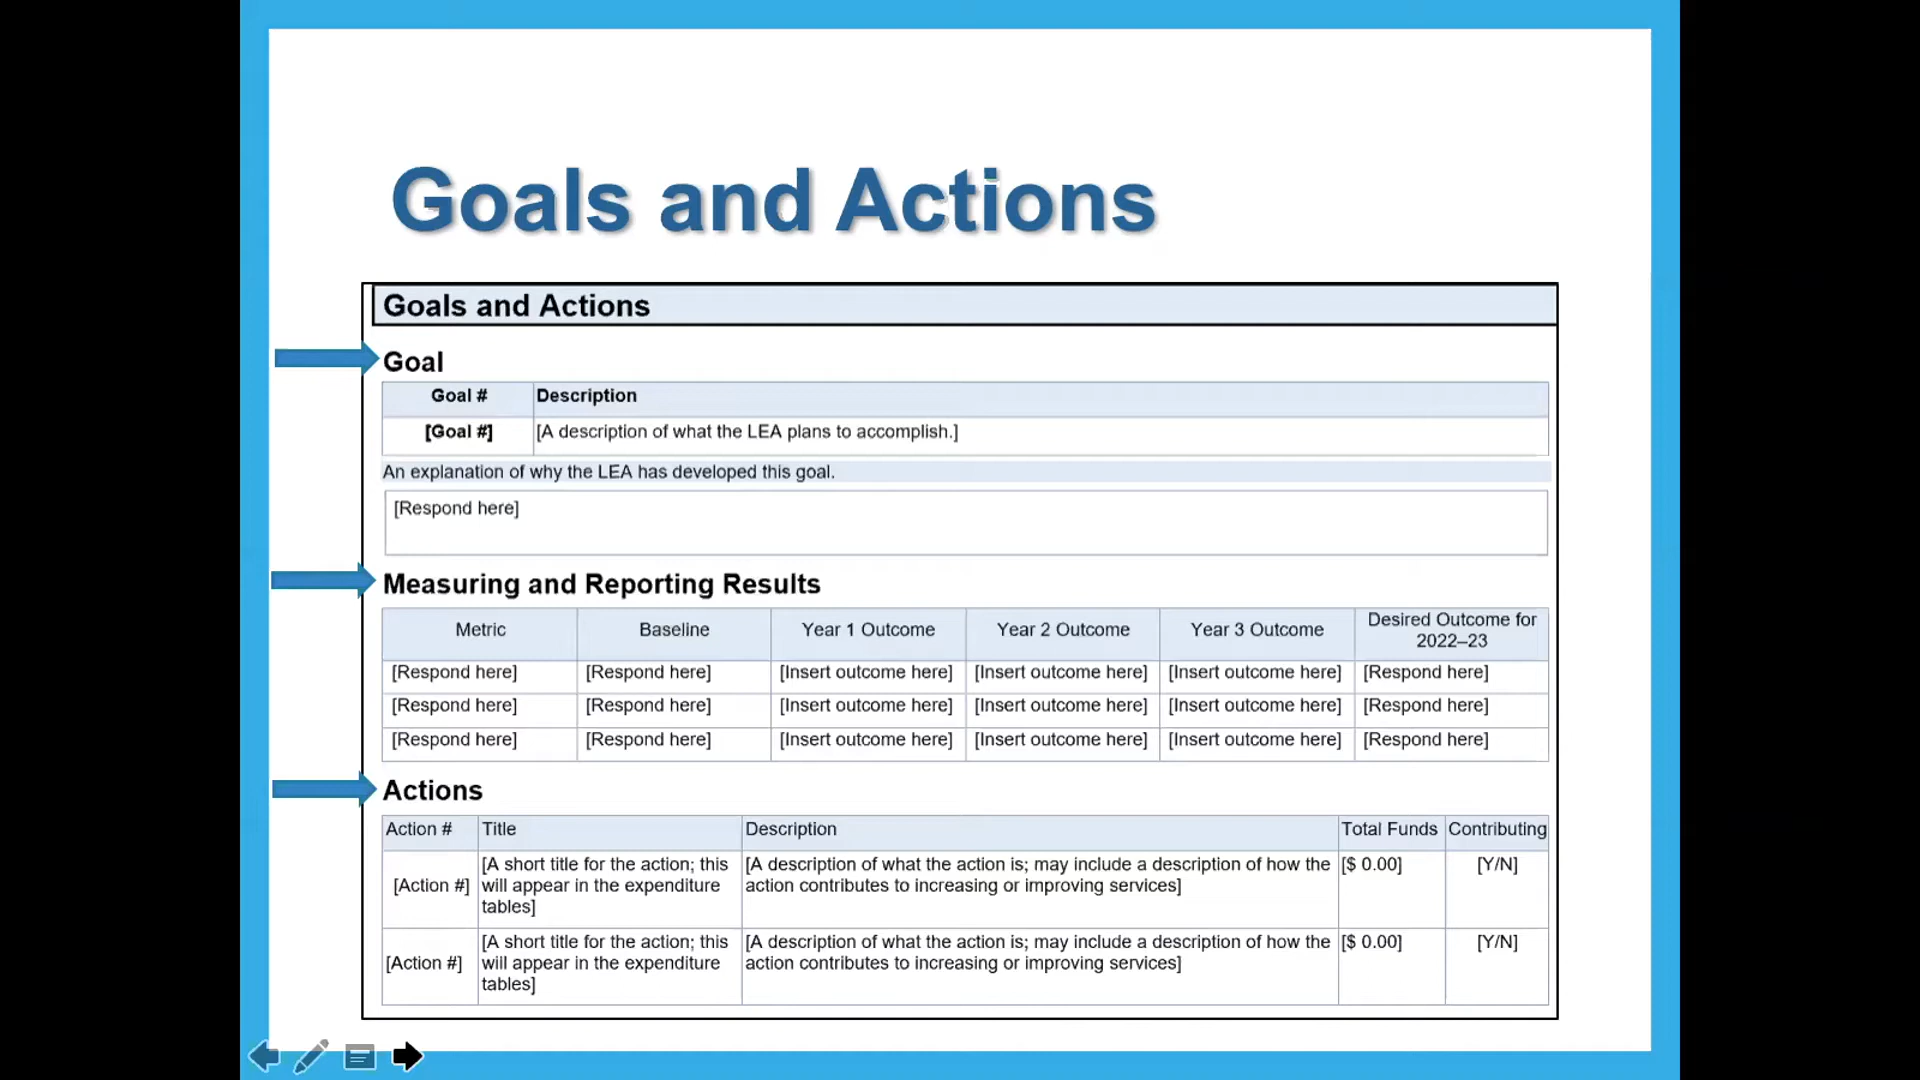 Goals and Actions
Goals and Actions
Goal
Goal # Description
[Goal #] [A description of what the LEA plans to accomplish.]
An explanation of why the LEA has developed this goal.
[Respond here]
Measuring and Reporting Results
Metric Baseline Year 1 Outcome Year 2 Outcome Year 3 Outcome Desired Outcome for
2022–23
[Respond here] [Respond here] [Insert outcome here] [Insert outcome here] [Insert outcome here] [Respond here]
[Respond here] [Respond here] [Insert outcome here] [Insert outcome here] [Insert outcome here] [Respond here]
[Respond here] [Respond here] [Insert outcome here] [Insert outcome here] [Insert outcome here] [Respond here]
Actions
Action # Title Description Total Funds Contributing
[Action #] [A short title for the action; this
will appear in the expenditure
tables] [A description of what the action is; may include a description of how the
action contributes to increasing or improving services] [$ 0.00] [Y/N]
[Action #] [A short title for the action; this
will appear in the expenditure
tables] [A description of what the action is; may include a description of how the
action contributes to increasing or improving services] [$ 0.00] [Y/N]